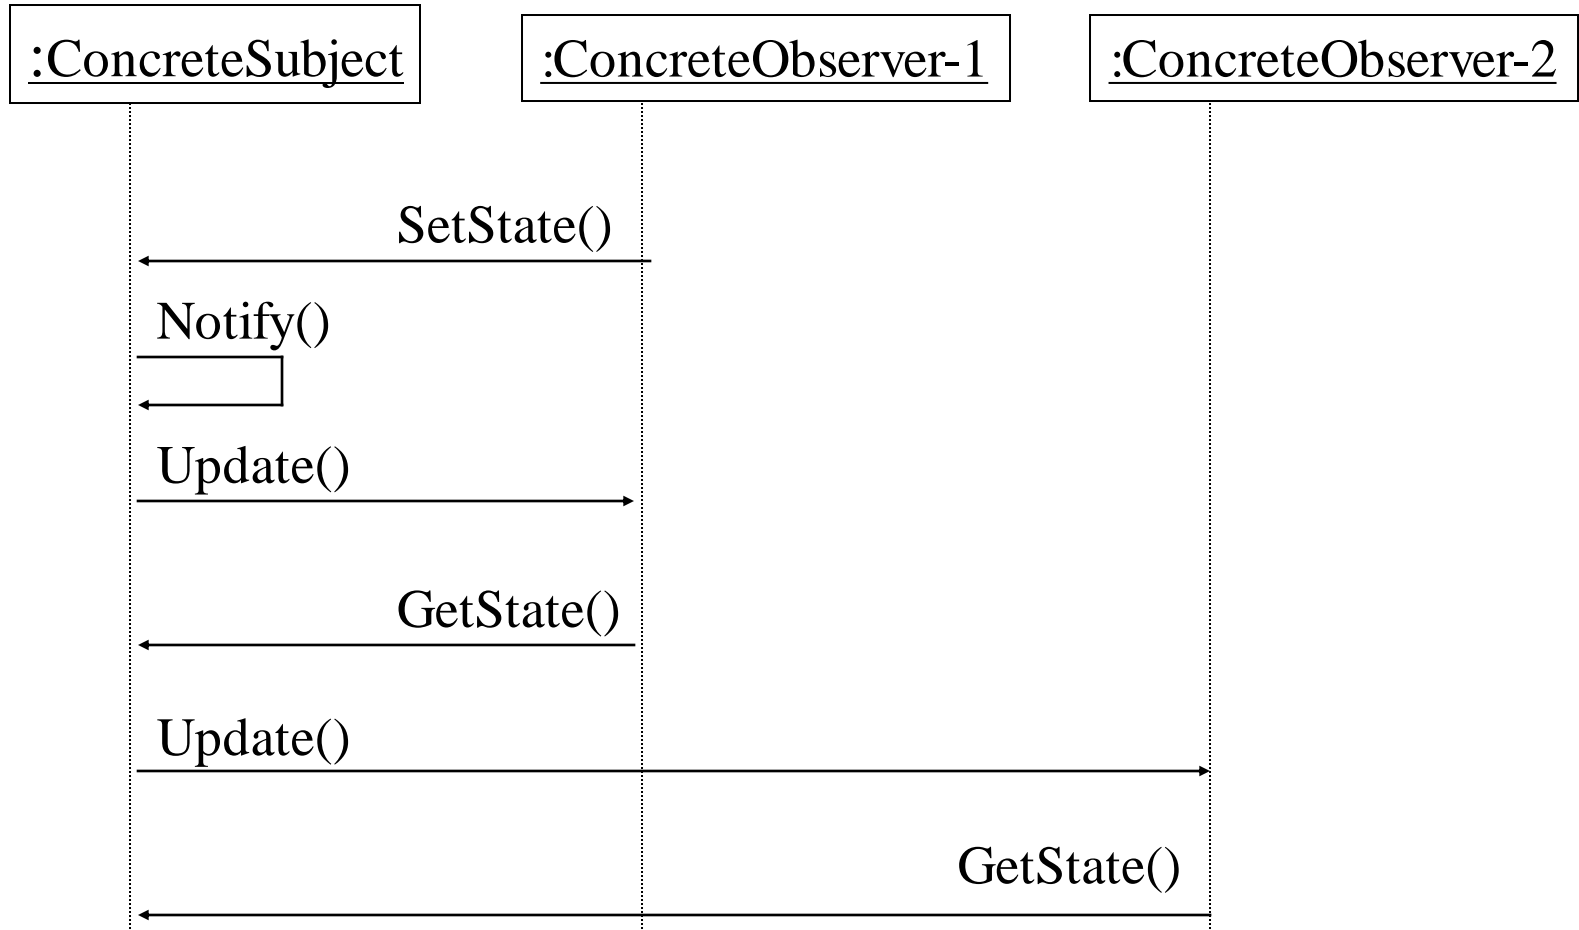 :ConcreteSubject
:ConcreteObserver-1
:ConcreteObserver-2
SetState()
Notify()
Update()
GetState()
Update()
GetState()